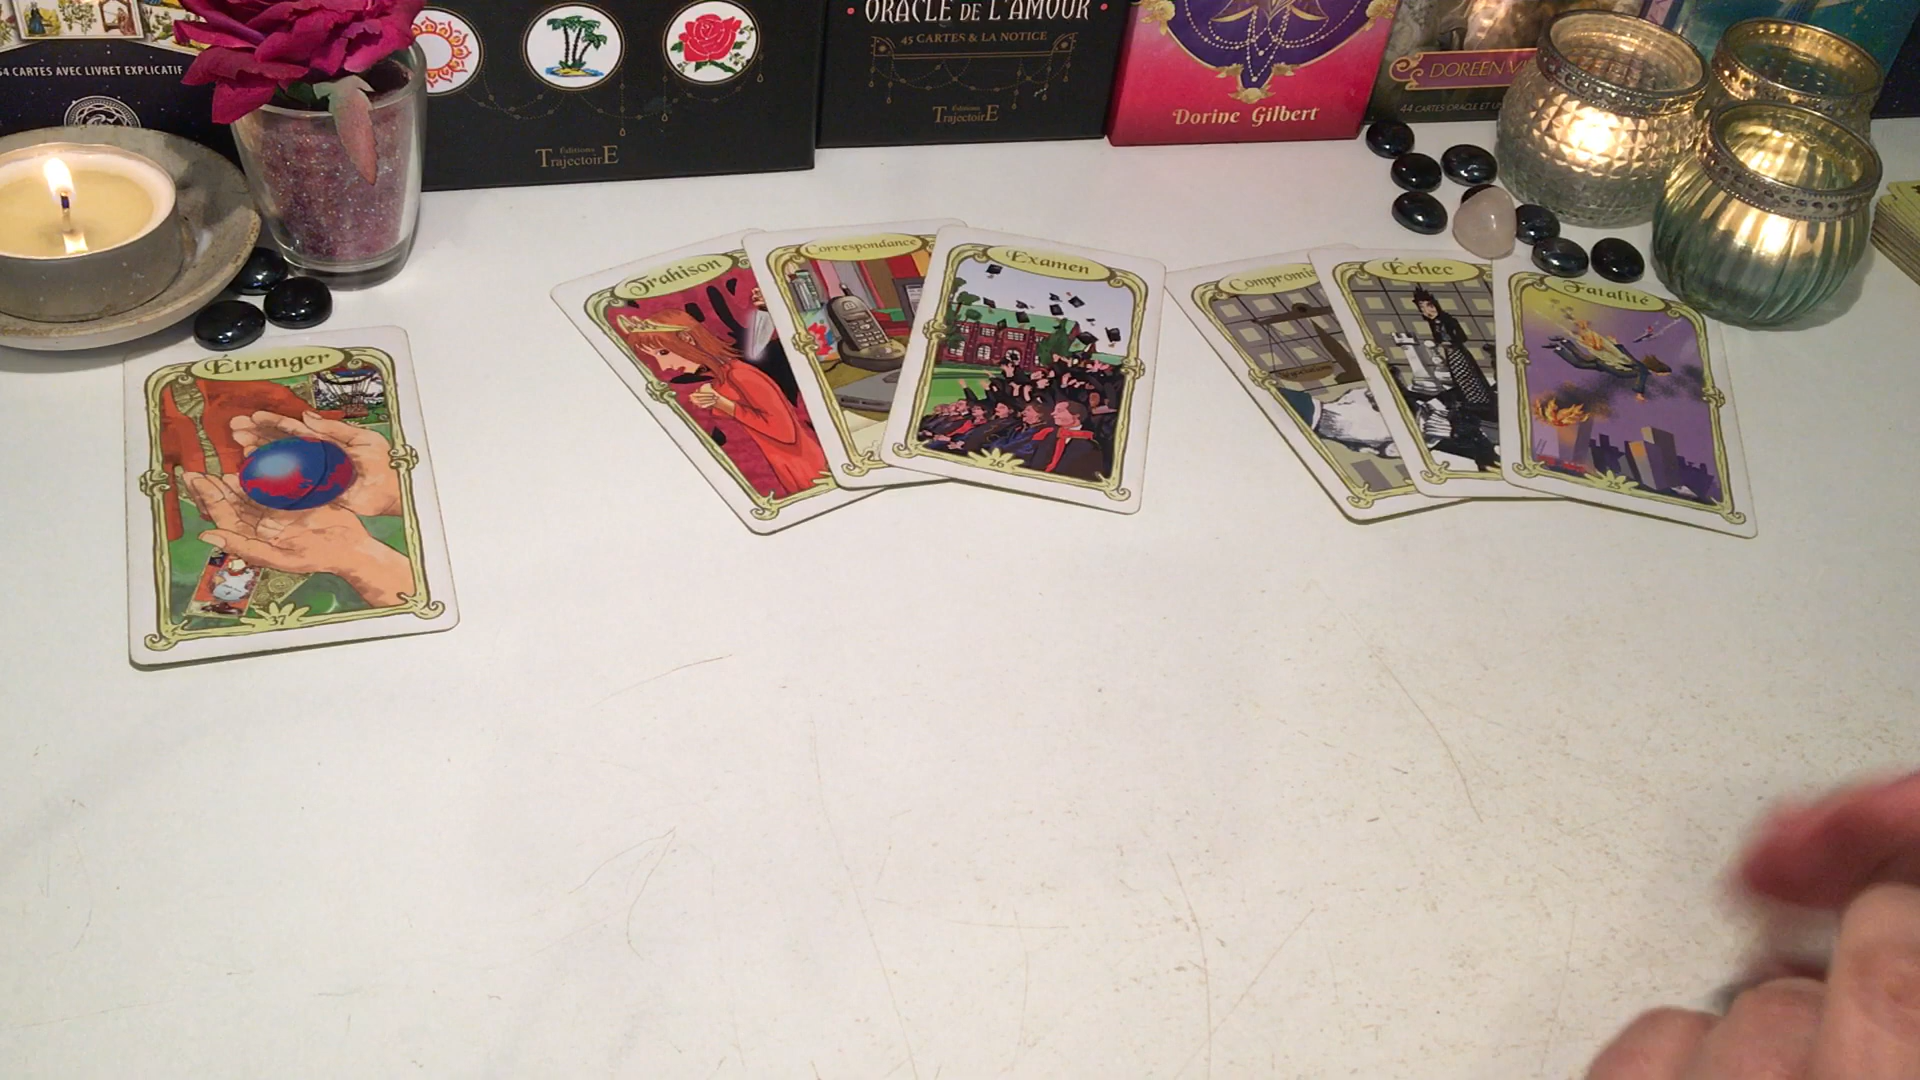 54 CARTES AVEC LIVRET EXPLICATIF
Éditions
TrajectoirE
ORACLE DE L'AMOUR
45 CARTES & LA NOTICE
Éditions
TrajectoirE
Dorine Gilbert
DOREEN
44 CARTES ORACLE ET
Étranger
37
Trahison
Correspondance
Examen
26
Compromis
Échec
Fatalité
25